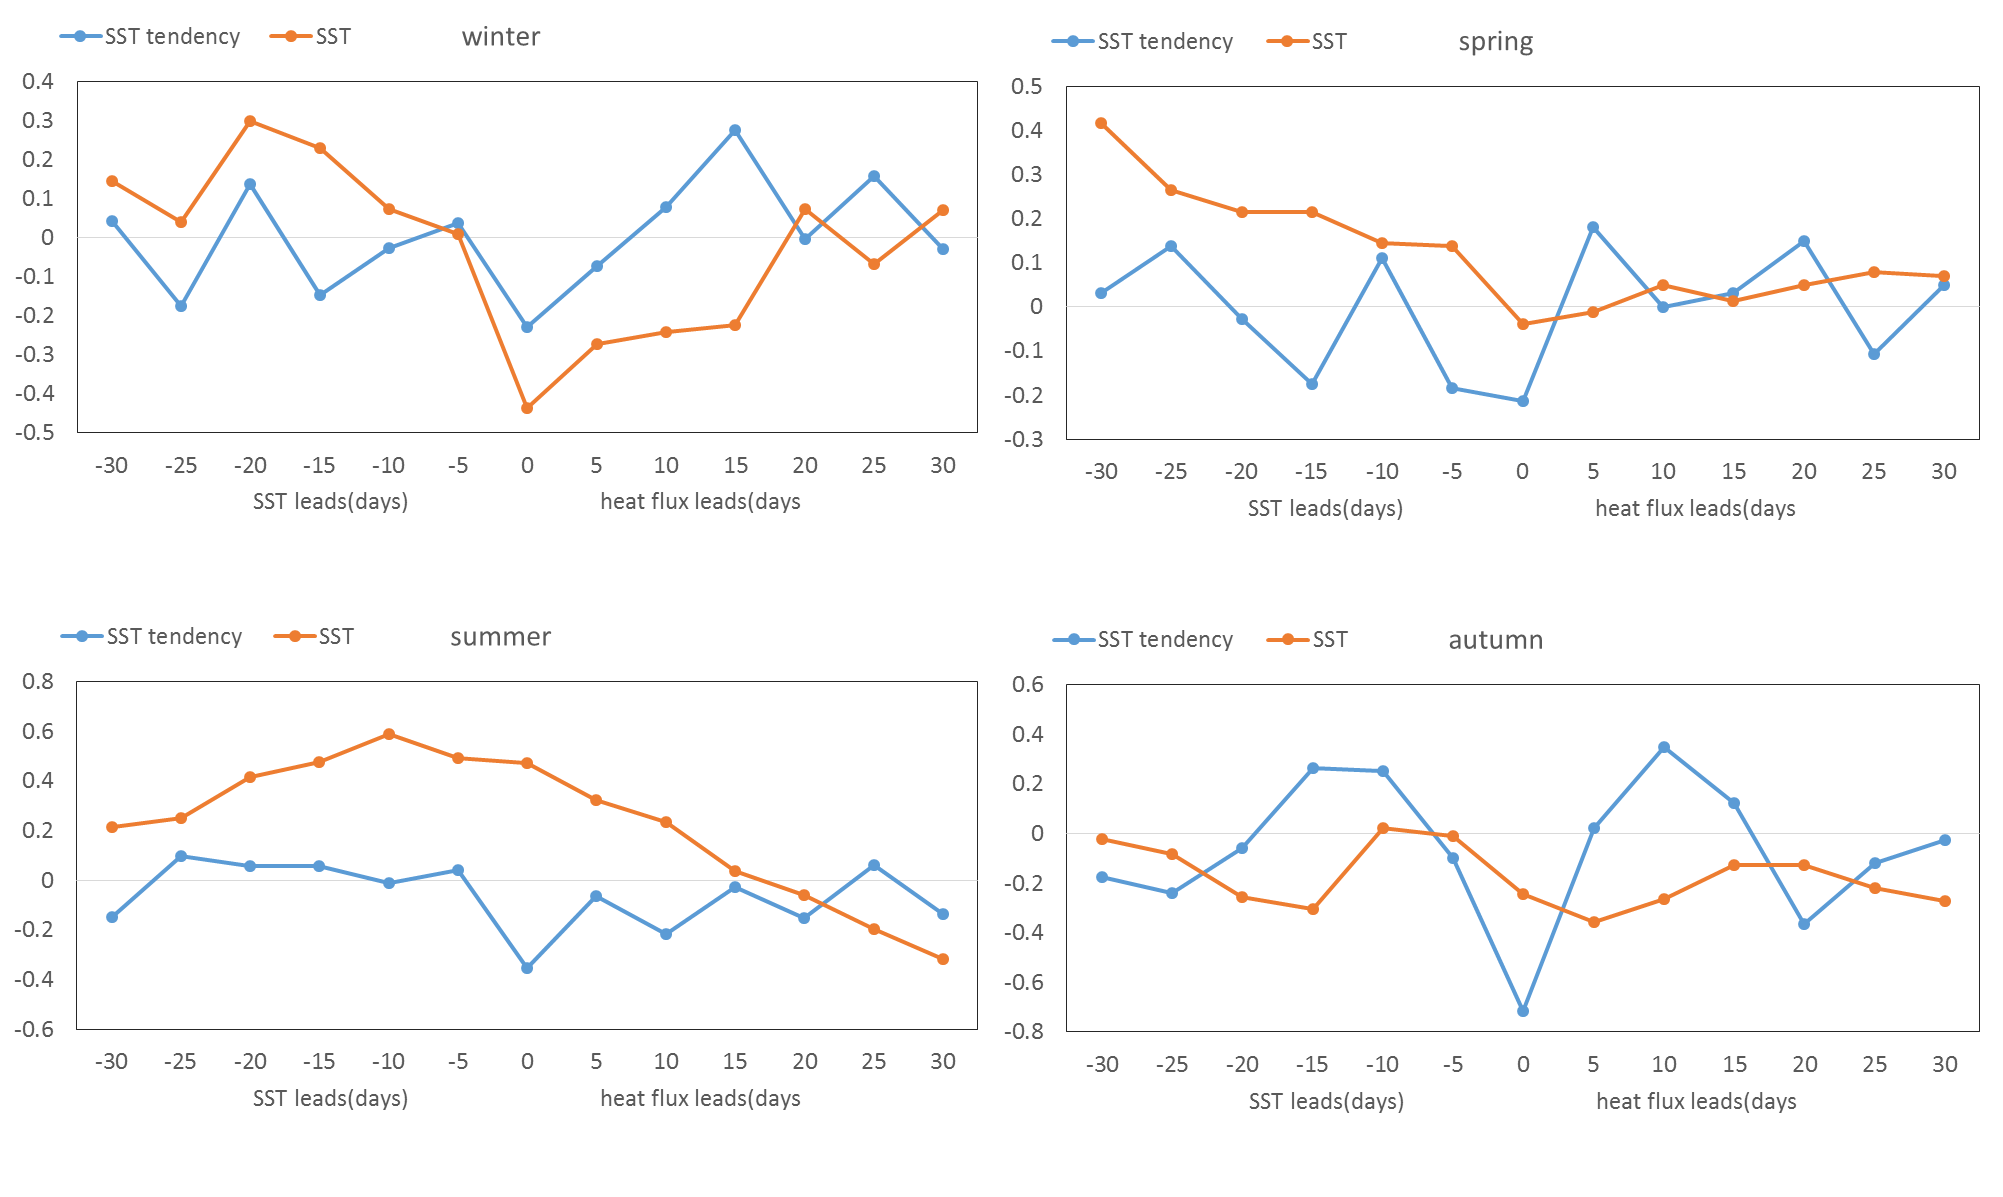 SST tendency SST winter
0.4
0.3
0.2
0.1
0
-0.1
-0.2
-0.3
-0.4
-0.5
-30 -25 -20 -15 -10 -5 0 5 10 15 20 25 30
SST leads(days) heat flux leads(days
SST tendency SST spring
0.5
0.4
0.3
0.2
0.1
0
-0.1
-0.2
-0.3
-30 -25 -20 -15 -10 -5 0 5 10 15 20 25 30
SST leads(days) heat flux leads(days
SST tendency SST summer
0.8
0.6
0.4
0.2
0
-0.2
-0.4
-0.6
-30 -25 -20 -15 -10 -5 0 5 10 15 20 25 30
SST leads(days) heat flux leads(days
SST tendency SST autumn
0.6
0.4
0.2
0
-0.2
-0.4
-0.6
-0.8
-30 -25 -20 -15 -10 -5 0 5 10 15 20 25 30
SST leads(days) heat flux leads(days